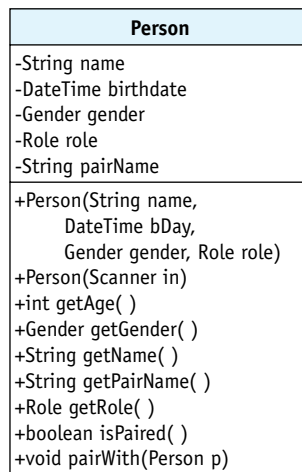 Person
-String name
-DateTime birthdate
-Gender gender
-Role role
-String pairName
+Person(String name,
DateTime bDay,
Gender gender, Role role)
+Person(Scanner in)
+int getAge( )
+Gender getGender( )
+String getName( )
+String getPairName( )
+Role getRole( )
+boolean isPaired( )
+void pairWith(Person p)